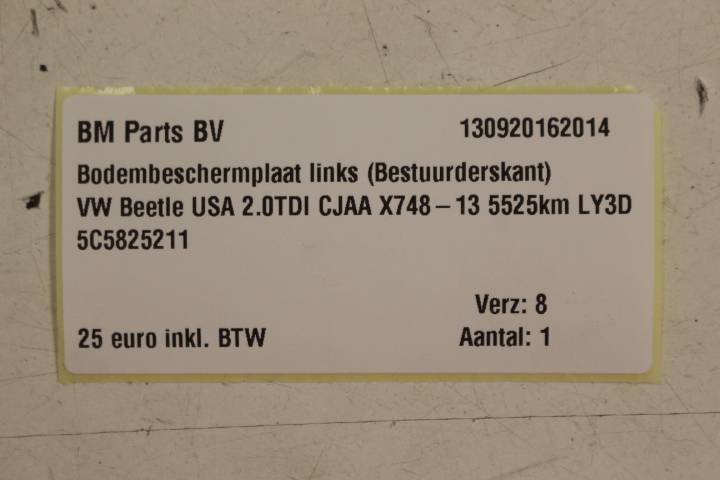 BM Parts BV 130920162014
Bodembeschermplaat links (Bestuurderskant)
VW Beetle USA 2.0TDI CJAA X748-13 5525km LY3D
5C5825211
Verz: 8
25 euro inkl. BTW Aantal: 1